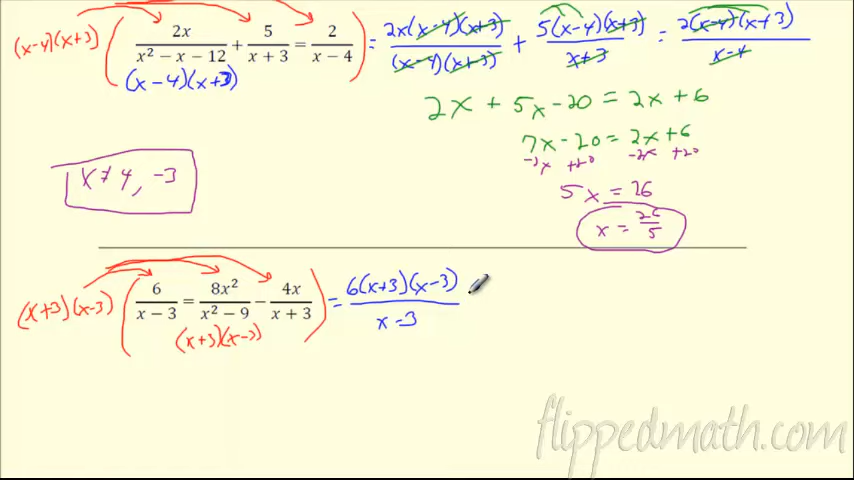 (x-4)(x+3) ( 2x/(x² − x − 12) + 5/(x + 3) = 2/(x − 4) ) = 2x(x-4)(x+3)/((x-4)(x+3)) + 5(x-4)(x+3)/(x+3) = 2(x-4)(x+3)/(x-4)
(x-4)(x+3)
2x + 5x -20 = 2x + 6
7x - 20 = 2x + 6
-2x +20 -2x +20
5x = 26
x ≠ 4, -3
x = 26/5
(x+3)(x-3) ( 6/(x − 3) = 8x²/(x² − 9) − 4x/(x + 3) ) = 6(x+3)(x-3)/(x-3)
(x+3)(x-3)
flippedmath.com